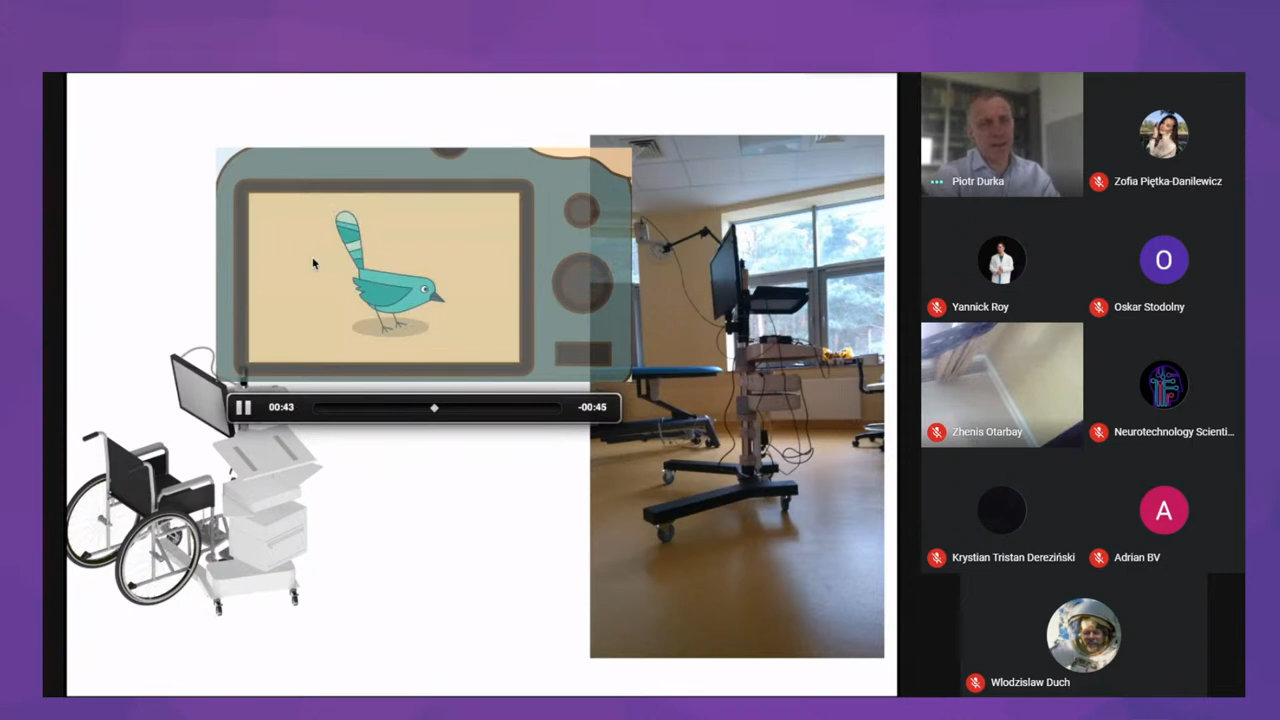 00:43
-00:45
Piotr Durka
Zofia Piętka-Danilewicz
Yannick Roy
O
Oskar Stodolny
Zhenis Otarbay
Neurotechnology Scienti...
Krystian Tristan Dereziński
A
Adrian BV
Wlodzislaw Duch